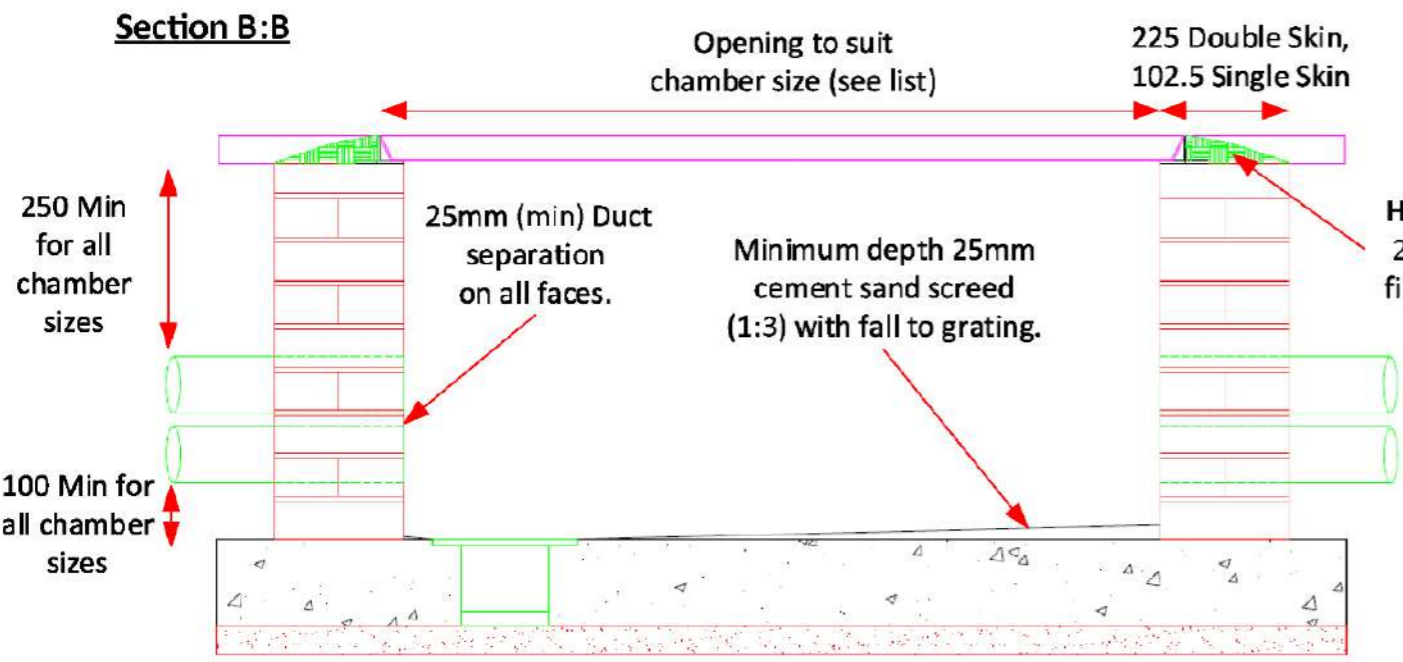 Section B:B
Opening to suit
chamber size (see list)
225 Double Skin,
102.5 Single Skin
250 Min
for all
chamber
sizes
25mm (min) Duct
separation
on all faces.
Minimum depth 25mm
cement sand screed
(1:3) with fall to grating.
100 Min for
all chamber
sizes